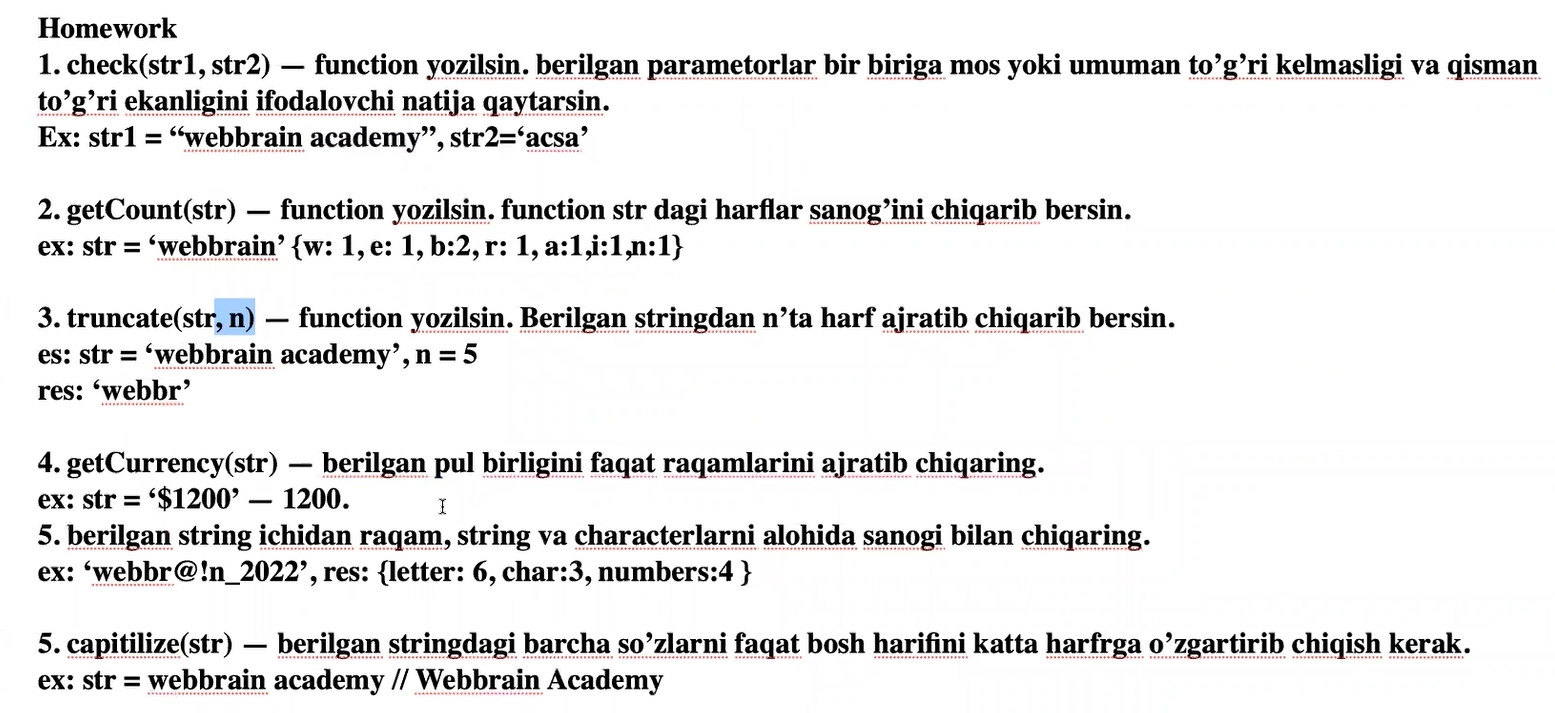 Homework
1. check(str1, str2) — function yozilsin. berilgan parametorlar bir biriga mos yoki umuman to’g’ri kelmasligi va qisman
to’g’ri ekanligini ifodalovchi natija qaytarsin.
Ex: str1 = “webbrain academy”, str2=‘acsa’
2. getCount(str) — function yozilsin. function str dagi harflar sanog’ini chiqarib bersin.
ex: str = ‘webbrain’ {w: 1, e: 1, b:2, r: 1, a:1,i:1,n:1}
3. truncate(str, n) — function yozilsin. Berilgan stringdan n’ta harf ajratib chiqarib bersin.
es: str = ‘webbrain academy’, n = 5
res: ‘webbr’
4. getCurrency(str) — berilgan pul birligini faqat raqamlarini ajratib chiqaring.
ex: str = ‘$1200’ — 1200.
5. berilgan string ichidan raqam, string va characterlarni alohida sanogi bilan chiqaring.
ex: ‘webbr@!n_2022’, res: {letter: 6, char:3, numbers:4 }
5. capitilize(str) — berilgan stringdagi barcha so’zlarni faqat bosh harifini katta harfrga o’zgartirib chiqish kerak.
ex: str = webbrain academy // Webbrain Academy